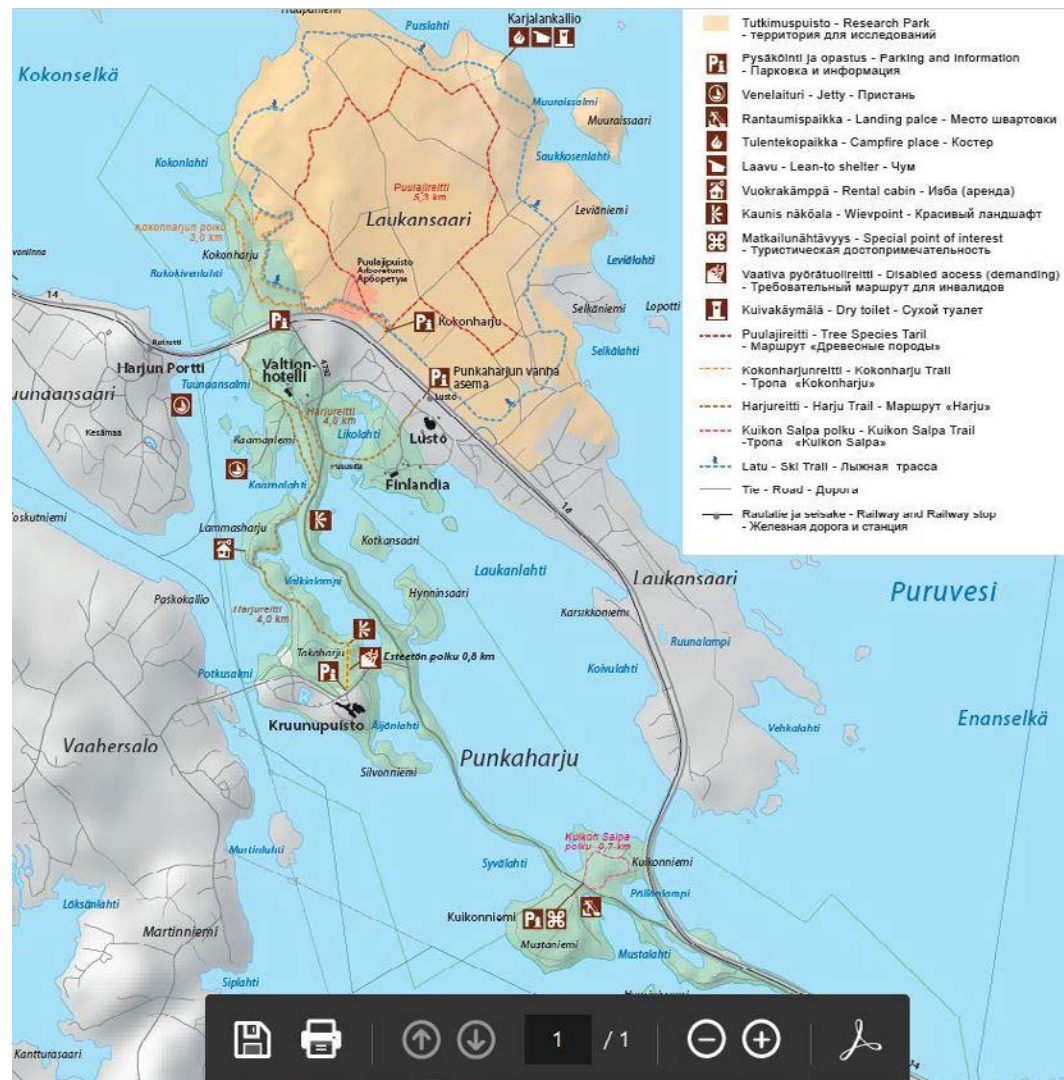 Karjalankallio
Purslahti
Kokonselkä
Muuraissalmi
Muuraissaari
Saukkosenlahti
Kokonlahti
Puulajireitti
5,3 km
Laukansaari
Leviäniemi
Kokonharjun polku
3,0 km
Kokonharju
Levälahti
Puulajipuisto
Arboretum
Арборетум
Rukokivenlahti
Selkäniemi
Lopotti
14
Kokonharju
Harjun Portti
Valtion-
hotelli
4792
Punkaharjun vanha
asema
Selkälahti
Tuunaansalmi
Harjureitti
4,0 km
Lusto
Likolahti
Lusto
Kesämaa
Kaarnaniemi
Finlandia
Kaarnalahti
14
Lammasharju
Kotkansaari
Laukanlahti
Laukansaari
Valkialampi
Hynninsaari
Puruvesi
Paskokallio
Harjureitti
4,0 km
Karsikkoniemi
Ruunalampi
Takaharju
Esteetön polku 0,8 km
Koivulahti
Potkusalmi
Kruunupuisto
Äijönlahti
Vehkalahti
Enanselkä
Vaahersalo
Silvonniemi
Punkaharju
Kuikon Salpa
polku 0,7 km
Syvälahti
Kuikonniemi
Löksänlahti
Martinniemi
Kuikonniemi
Mustaniemi
Mustalahti
Siplahti
Kantturasaari
14
Tutkimuspuisto - Research Park
- территория для исследований
Pysäköinti ja opastus - Parking and information
- Парковка и информация
Venelaituri - Jetty - Пристань
Rantaumispaikka - Landing palce - Место швартовки
Tulentekopaikka - Campfire place - Костер
Laavu - Lean-to shelter - Чум
Vuokrakämppä - Rental cabin - Изба (аренда)
Kaunis näköala - Wievpoint - Красивый ландшафт
Matkailunähtävyys - Special point of interest
- Туристическая достопримечательность
Vaativa pyörätuolireitti - Disabled access (demanding)
- Требовательный маршрут для инвалидов
Kuivakäymälä - Dry toilet - Сухой туалет
Puulajireitti - Tree Species Taril
- Маршрут «Древесные породы»
Kokonharjunreitti - Kokonharju Trail
- Тропа «Kokonharju»
Harjureitti - Harju Trail - Маршрут «Harju»
Kuikon Salpa polku - Kuikon Salpa Trail
-Тропа «Kuikon Salpa»
Latu - Ski Trail - Лыжная трасса
Tie - Road - Дорога
Rautatie ja seisake - Railway and Railway stop
- Железная дорога и станция
1 / 1